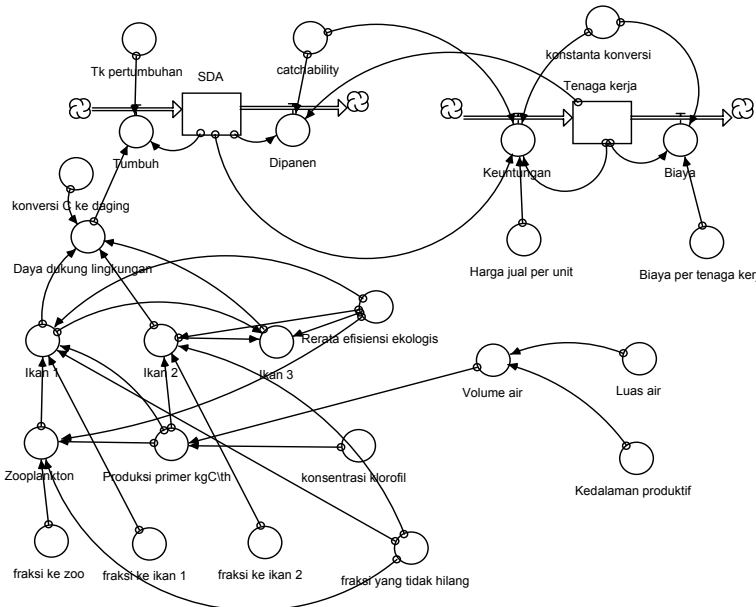 Tk pertumbuhan
SDA
catchability
konstanta konversi
Tenaga kerja
Tumbuh
Dipanen
Keuntungan
Biaya
konversi C ke daging
Daya dukung lingkungan
Harga jual per unit
Biaya per tenaga kerj
Ikan 1
Ikan 2
Ikan 3
Rerata efisiensi ekologis
Volume air
Luas air
Zooplankton
Produksi primer kgC\th
konsentrasi klorofil
Kedalaman produktif
fraksi ke zoo
fraksi ke ikan 1
fraksi ke ikan 2
fraksi yang tidak hilang